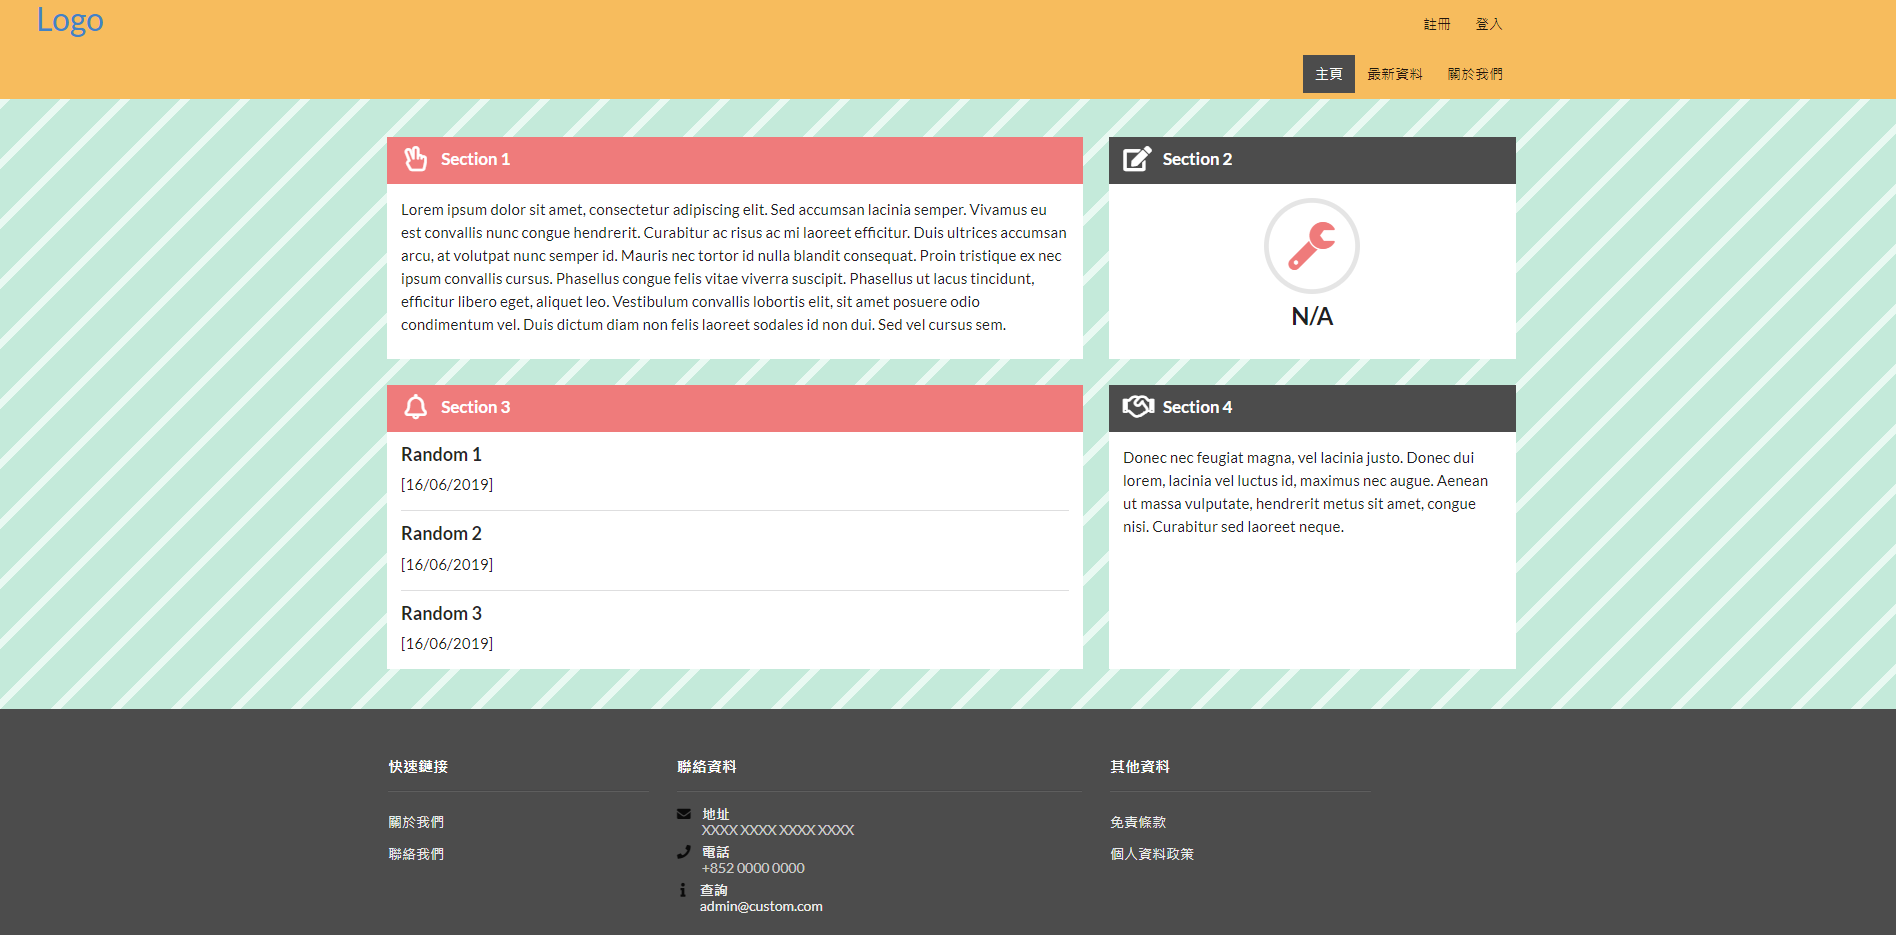 Logo
註冊 登入
主頁 最新資料 關於我們
Section 1
Lorem ipsum dolor sit amet, consectetur adipiscing elit. Sed accumsan lacinia semper. Vivamus eu
est convallis nunc congue hendrerit. Curabitur ac risus ac mi laoreet efficitur. Duis ultrices accumsan
arcu, at volutpat nunc semper id. Mauris nec tortor id nulla blandit consequat. Proin tristique ex nec
ipsum convallis cursus. Phasellus congue felis vitae viverra suscipit. Phasellus ut lacus tincidunt,
efficitur libero eget, aliquet leo. Vestibulum convallis lobortis elit, sit amet posuere odio
condimentum vel. Duis dictum diam non felis laoreet sodales id non dui. Sed vel cursus sem.
Section 2
N/A
Section 3
Random 1
[16/06/2019]
Random 2
[16/06/2019]
Random 3
[16/06/2019]
Section 4
Donec nec feugiat magna, vel lacinia justo. Donec dui
lorem, lacinia vel luctus id, maximus nec augue. Aenean
ut massa vulputate, hendrerit metus sit amet, congue
nisi. Curabitur sed laoreet neque.
快速鏈接
關於我們
聯絡我們
聯絡資料
地址
XXXX XXXX XXXX XXXX
電話
+852 0000 0000
查詢
admin@custom.com
其他資料
免責條款
個人資料政策